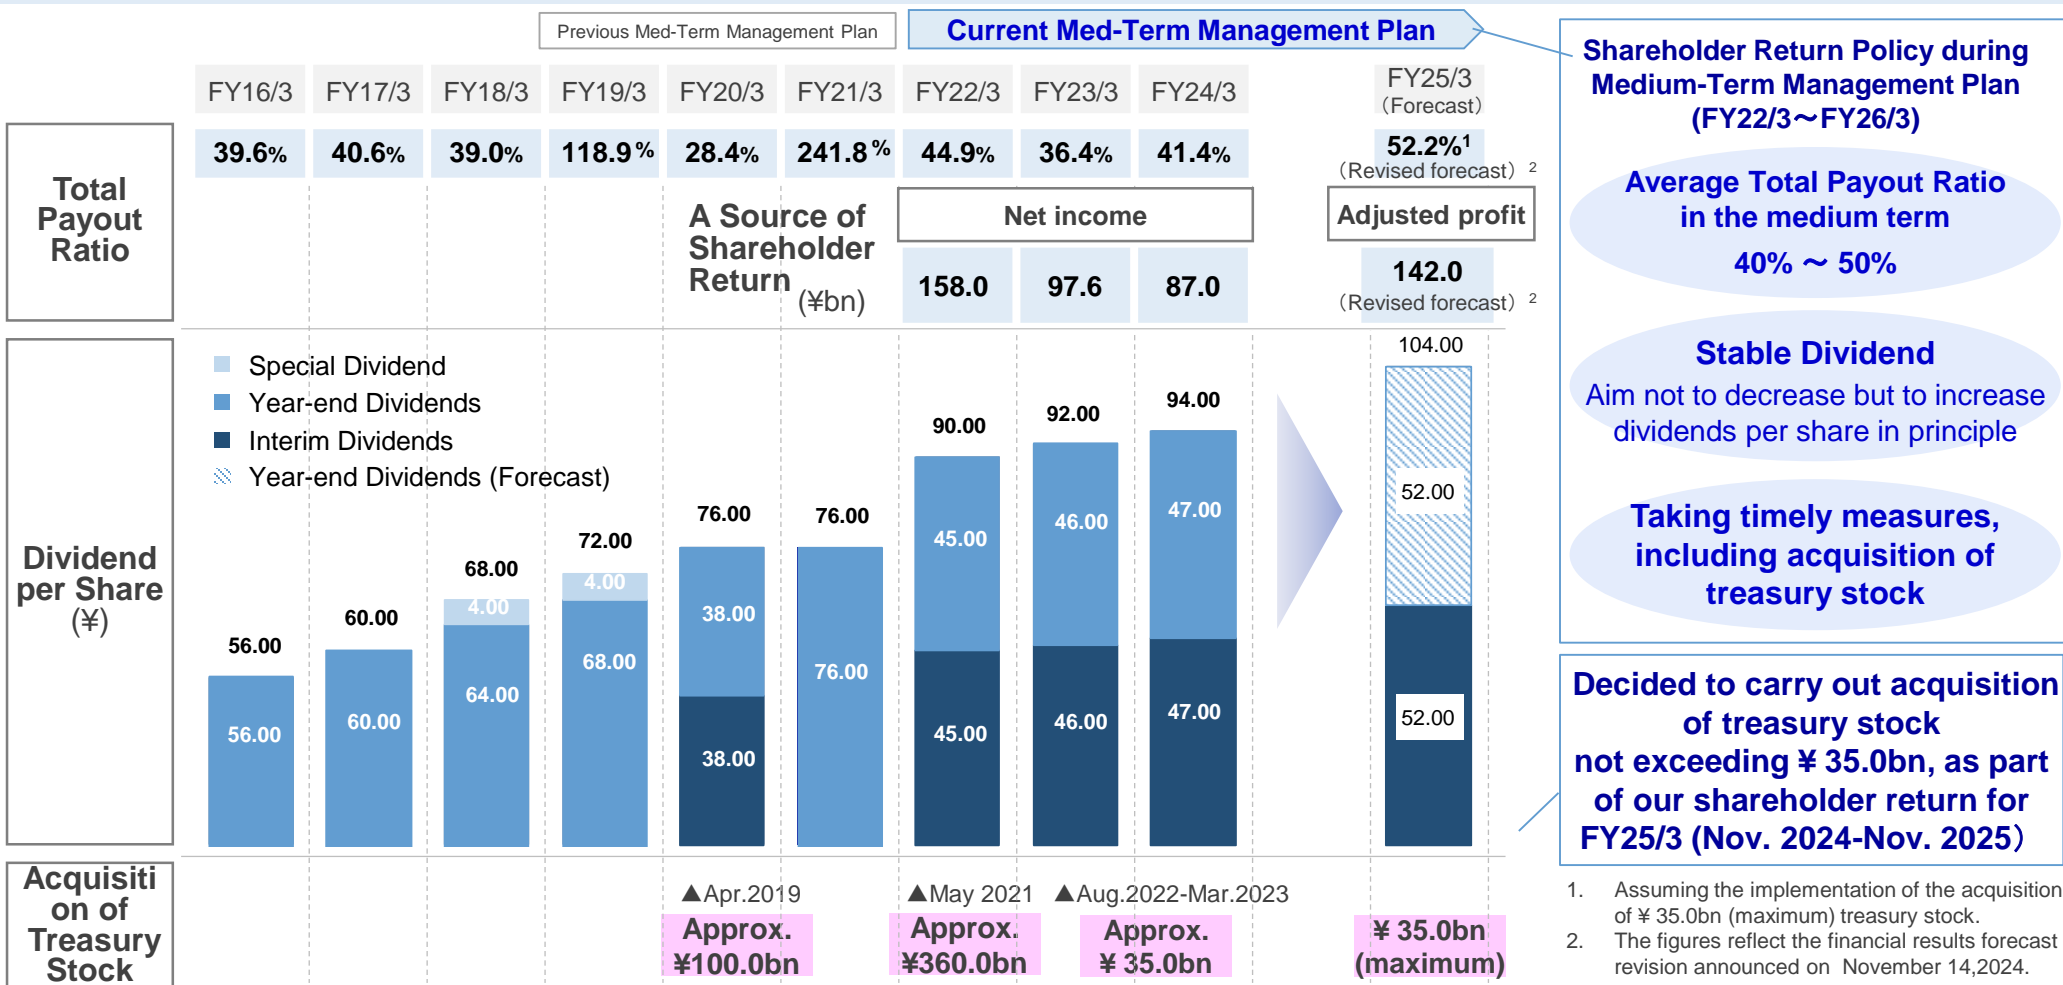 Previous Med-Term Management Plan
Current Med-Term Management Plan
FY16/3 FY17/3 FY18/3 FY19/3 FY20/3 FY21/3 FY22/3 FY23/3 FY24/3 FY25/3
（Forecast）
Total
Payout
Ratio
39.6% 40.6% 39.0% 118.9% 28.4% 241.8% 44.9% 36.4% 41.4% 52.2%1
（Revised forecast） 2
A Source of
Shareholder
Return
(¥bn)
Net income
Adjusted profit
158.0 97.6 87.0 142.0
（Revised forecast） 2
Dividend
per Share
(¥)
Special Dividend
Year-end Dividends
Interim Dividends
Year-end Dividends (Forecast)
56.00
56.00
60.00
60.00
68.00
4.00
64.00
72.00
4.00
68.00
76.00
38.00
38.00
76.00
76.00
90.00
45.00
45.00
92.00
46.00
46.00
94.00
47.00
47.00
104.00
52.00
52.00
Acquisiti
on of
Treasury
Stock
▲Apr.2019
Approx.
¥100.0bn
▲May 2021
Approx.
¥360.0bn
▲Aug.2022-Mar.2023
Approx.
¥ 35.0bn
¥ 35.0bn
(maximum)
Shareholder Return Policy during
Medium-Term Management Plan
(FY22/3～FY26/3)
Average Total Payout Ratio
in the medium term
40% ～ 50%
Stable Dividend
Aim not to decrease but to increase
dividends per share in principle
Taking timely measures,
including acquisition of
treasury stock
Decided to carry out acquisition
of treasury stock
not exceeding ¥ 35.0bn, as part
of our shareholder return for
FY25/3 (Nov. 2024-Nov. 2025）
1. Assuming the implementation of the acquisition
of ¥ 35.0bn (maximum) treasury stock.
2. The figures reflect the financial results forecast
revision announced on November 14,2024.